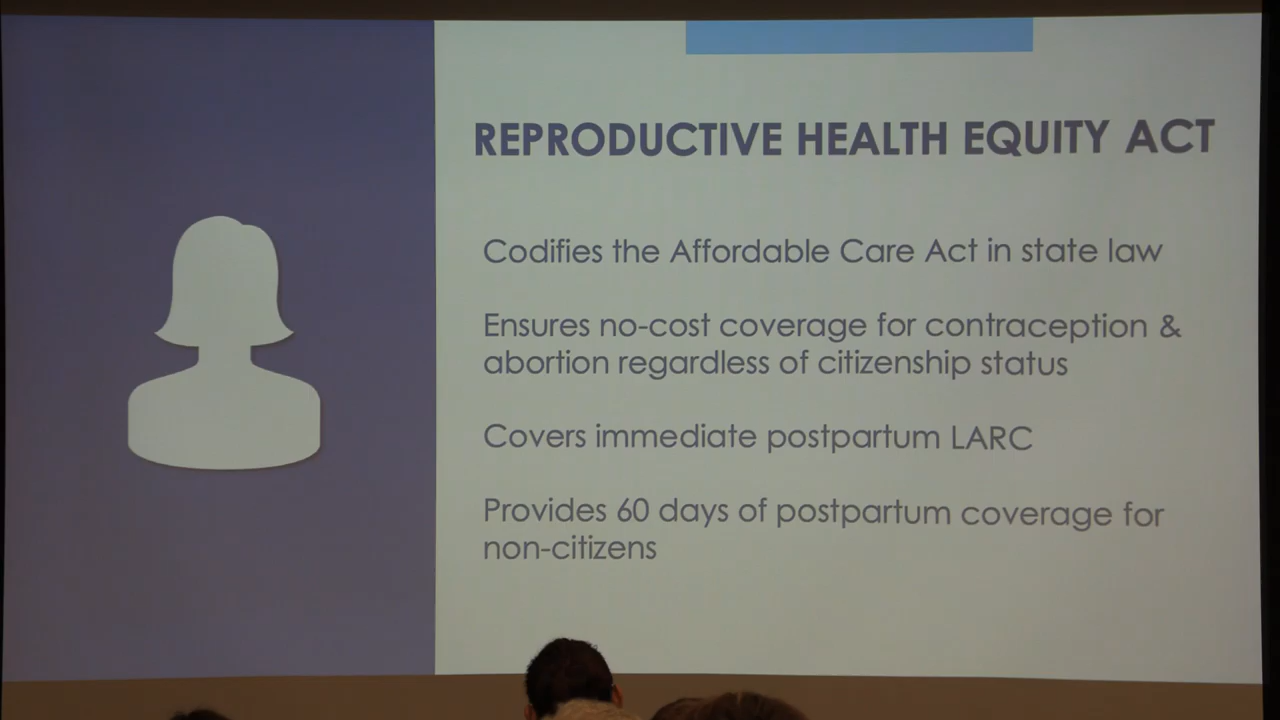 REPRODUCTIVE HEALTH EQUITY ACT
Codifies the Affordable Care Act in state law
Ensures no-cost coverage for contraception &
abortion regardless of citizenship status
Covers immediate postpartum LARC
Provides 60 days of postpartum coverage for
non-citizens